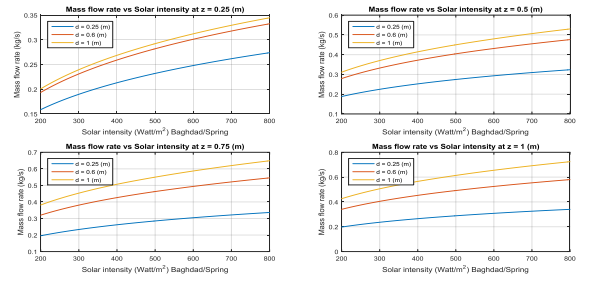 Mass flow rate vs Solar intensity at z = 0.25 (m)
Mass flow rate (kg/s)
0.35
0.3
0.25
0.2
0.15
d = 0.25 (m)
d = 0.6 (m)
d = 1 (m)
200 300 400 500 600 700 800
Solar intensity (Watt/m²) Baghdad/Spring
Mass flow rate vs Solar intensity at z = 0.5 (m)
Mass flow rate (kg/s)
0.6
0.5
0.4
0.3
0.2
0.1
d = 0.25 (m)
d = 0.6 (m)
d = 1 (m)
200 300 400 500 600 700 800
Solar intensity (Watt/m²) Baghdad/Spring
Mass flow rate vs Solar intensity at z = 0.75 (m)
Mass flow rate (kg/s)
0.7
0.6
0.5
0.4
0.3
0.2
0.1
d = 0.25 (m)
d = 0.6 (m)
d = 1 (m)
200 300 400 500 600 700 800
Solar intensity (Watt/m²) Baghdad/Spring
Mass flow rate vs Solar intensity at z = 1 (m)
Mass flow rate (kg/s)
0.8
0.6
0.4
0.2
0
d = 0.25 (m)
d = 0.6 (m)
d = 1 (m)
200 300 400 500 600 700 800
Solar intensity (Watt/m²) Baghdad/Spring